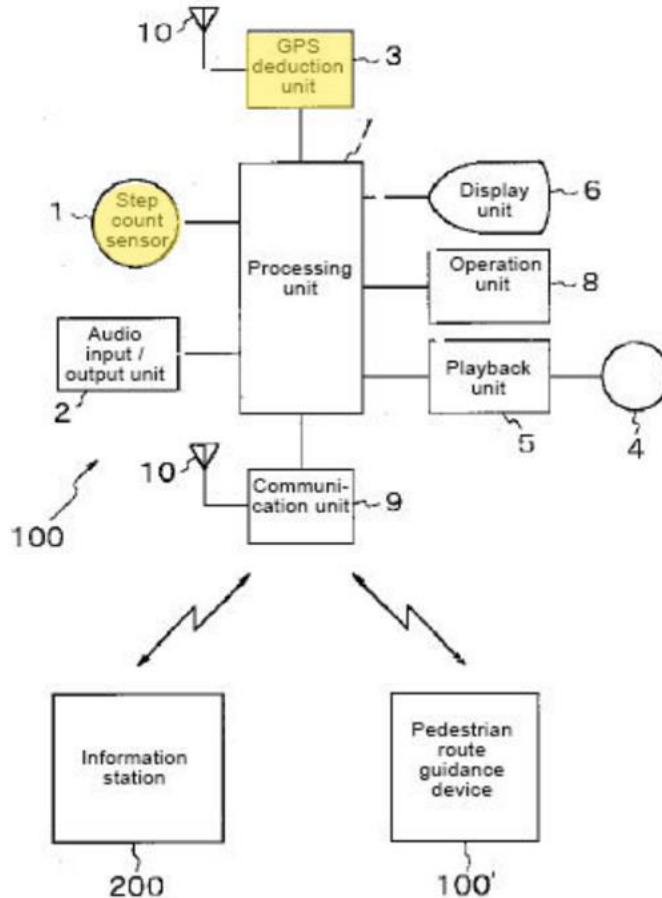 10
GPS
deduction
unit
3
7
1
Step
count
sensor
Display
unit
6
Processing
unit
Operation
unit
8
Audio
input /
output unit
2
Playback
unit
5
4
10
Communi-
cation unit
9
100
Information
station
200
Pedestrian
route
guidance
device
100'